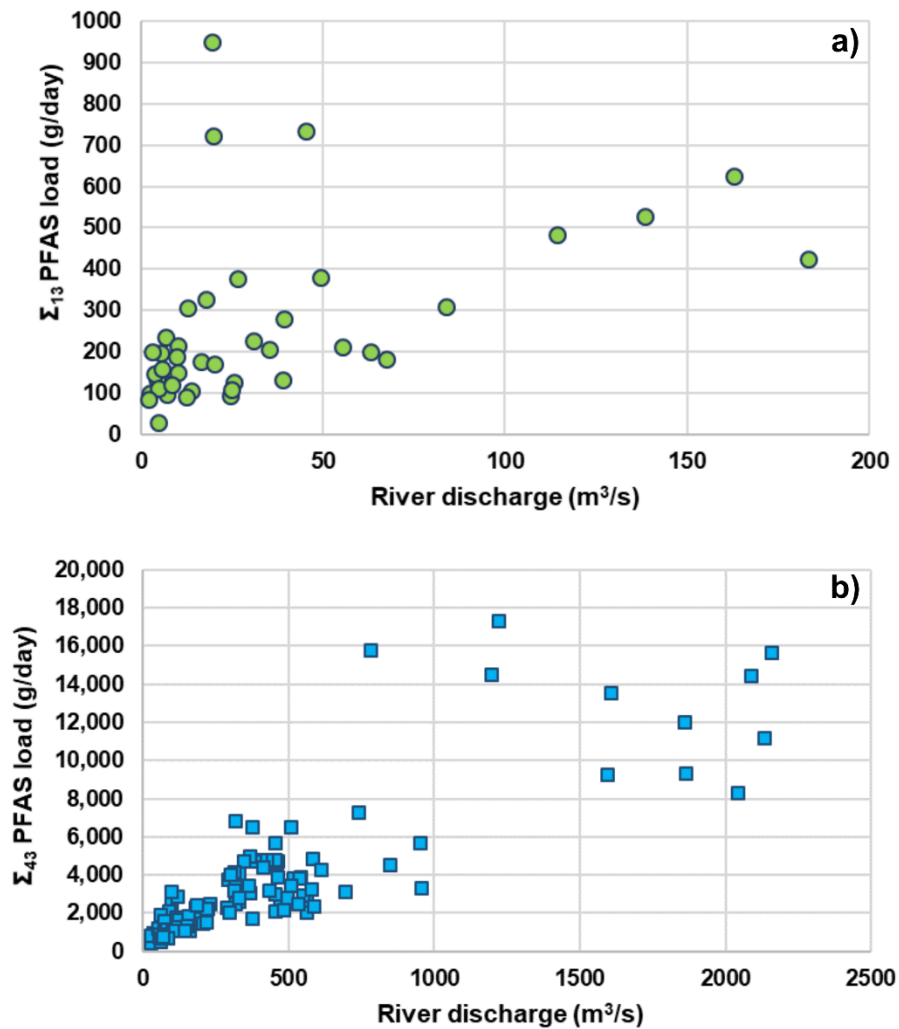 a)
1000
900
800
700
600
500
400
300
200
100
0
Σ13 PFAS load (g/day)
0 50 100 150 200
River discharge (m³/s)
b)
20,000
18,000
16,000
14,000
12,000
10,000
8,000
6,000
4,000
2,000
0
Σ43 PFAS load (g/day)
0 500 1000 1500 2000 2500
River discharge (m³/s)